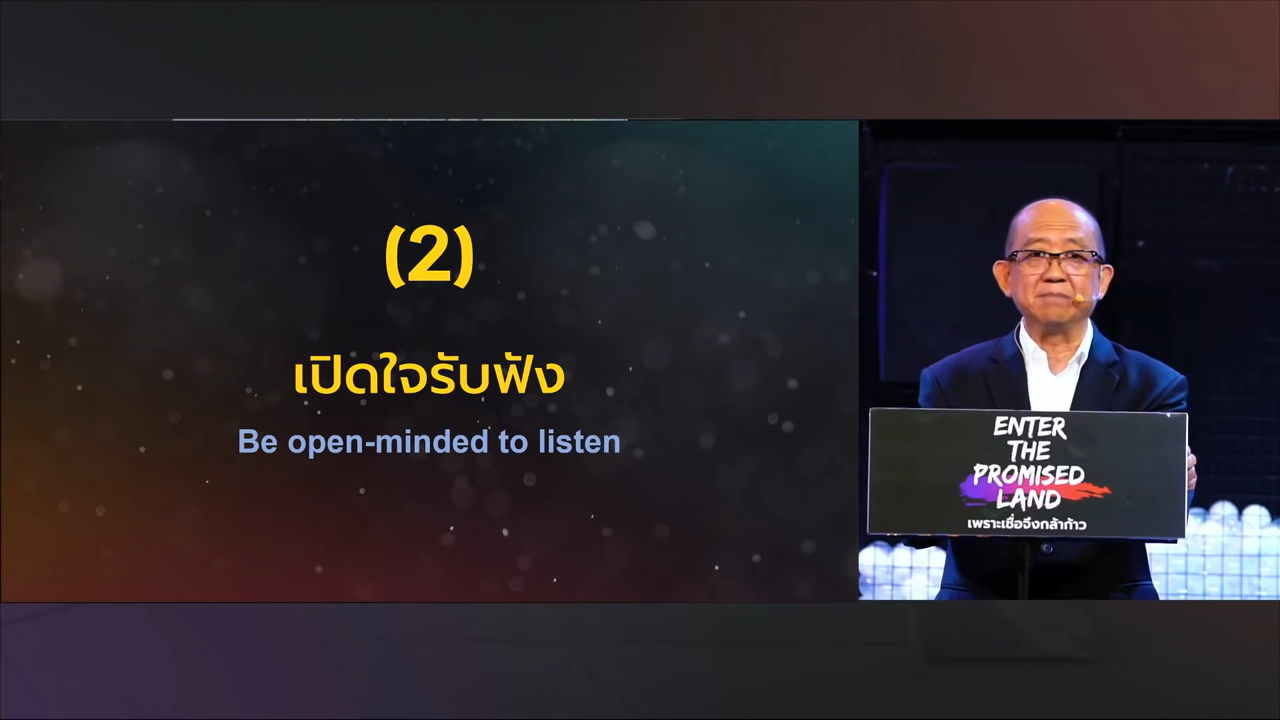 (2)
เปิดใจรับฟัง
Be open-minded to listen
ENTER
THE
PROMISED
LAND
เพราะเชื่อจึงกล้าก้าว